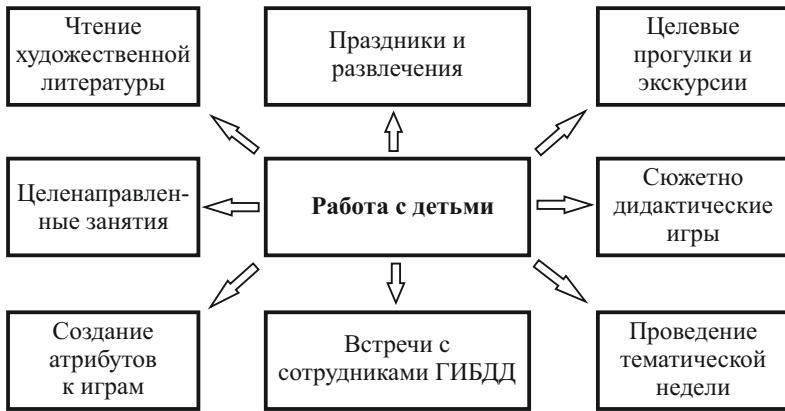 Чтение
художественной
литературы
Праздники и
развлечения
Целевые
прогулки и
экскурсии
Целенаправлен-
ные занятия
Работа с детьми
Сюжетно
дидактические
игры
Создание
атрибутов
к играм
Встречи с
сотрудниками ГИБДД
Проведение
тематической
недели